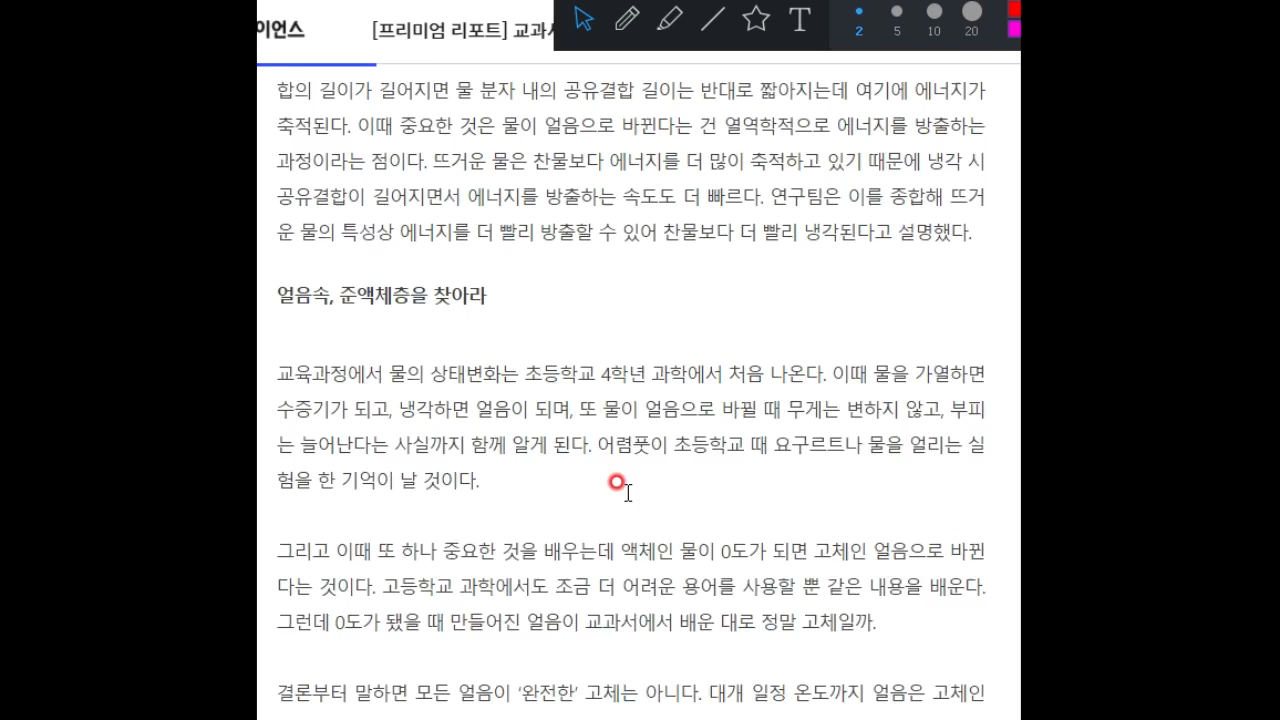 이언스
[프리미엄 리포트] 교과서
2 5 10 20
합의 길이가 길어지면 물 분자 내의 공유결합 길이는 반대로 짧아지는데 여기에 에너지가
축적된다. 이때 중요한 것은 물이 얼음으로 바뀐다는 건 열역학적으로 에너지를 방출하는
과정이라는 점이다. 뜨거운 물은 찬물보다 에너지를 더 많이 축적하고 있기 때문에 냉각 시
공유결합이 길어지면서 에너지를 방출하는 속도도 더 빠르다. 연구팀은 이를 종합해 뜨거
운 물의 특성상 에너지를 더 빨리 방출할 수 있어 찬물보다 더 빨리 냉각된다고 설명했다.
얼음속, 준액체층을 찾아라
교육과정에서 물의 상태변화는 초등학교 4학년 과학에서 처음 나온다. 이때 물을 가열하면
수증기가 되고, 냉각하면 얼음이 되며, 또 물이 얼음으로 바뀔 때 무게는 변하지 않고, 부피
는 늘어난다는 사실까지 함께 알게 된다. 어렴풋이 초등학교 때 요구르트나 물을 얼리는 실
험을 한 기억이 날 것이다.
그리고 이때 또 하나 중요한 것을 배우는데 액체인 물이 0도가 되면 고체인 얼음으로 바뀐
다는 것이다. 고등학교 과학에서도 조금 더 어려운 용어를 사용할 뿐 같은 내용을 배운다.
그런데 0도가 됐을 때 만들어진 얼음이 교과서에서 배운 대로 정말 고체일까.
결론부터 말하면 모든 얼음이 ‘완전한’ 고체는 아니다. 대개 일정 온도까지 얼음은 고체인